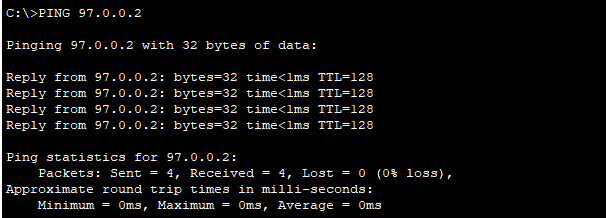 C:\>PING 97.0.0.2
Pinging 97.0.0.2 with 32 bytes of data:
Reply from 97.0.0.2: bytes=32 time<1ms TTL=128
Reply from 97.0.0.2: bytes=32 time<1ms TTL=128
Reply from 97.0.0.2: bytes=32 time<1ms TTL=128
Reply from 97.0.0.2: bytes=32 time<1ms TTL=128
Ping statistics for 97.0.0.2:
    Packets: Sent = 4, Received = 4, Lost = 0 (0% loss),
Approximate round trip times in milli-seconds:
    Minimum = 0ms, Maximum = 0ms, Average = 0ms